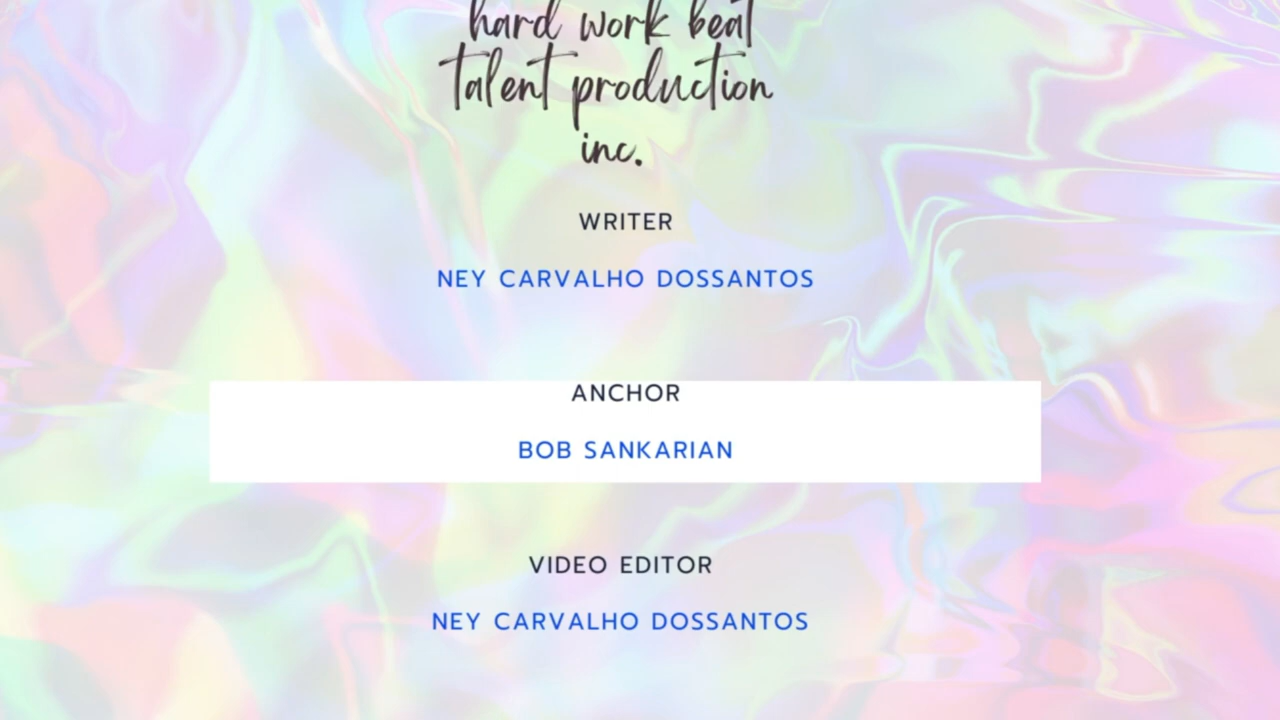 hard work beat
talent production
inc.
WRITER
NEY CARVALHO DOSSANTOS
ANCHOR
BOB SANKARIAN
VIDEO EDITOR
NEY CARVALHO DOSSANTOS